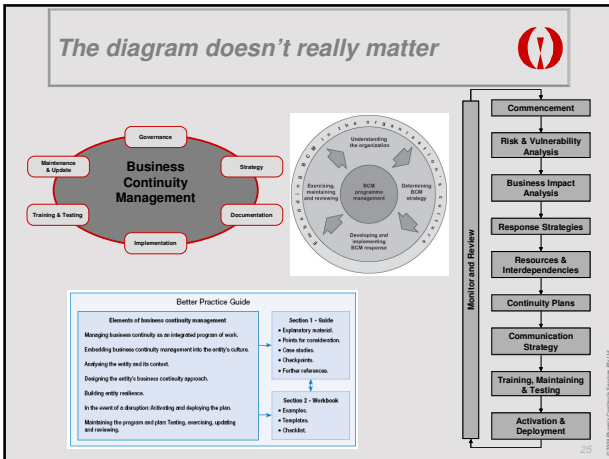 The diagram doesn't really matter
Governance
Maintenance
& Update
Business
Continuity
Management
Strategy
Training & Testing
Documentation
Implementation
Embedding BCM in the organisation's culture
Understanding
the organization
Exercising,
maintaining
and reviewing
BCM
programme
management
Determining
BCM
strategy
Developing and
implementing
BCM response
Monitor and Review
Commencement
Risk & Vulnerability
Analysis
Business Impact
Analysis
Response Strategies
Resources &
Interdependencies
Continuity Plans
Communication
Strategy
Training, Maintaining
& Testing
Activation &
Deployment
Better Practice Guide
Elements of business continuity management
Managing business continuity as an integrated program of work.
Embedding business continuity management into the entity's culture.
Analysing the entity and its context.
Designing the entity's business continuity approach.
Building entity resilience.
In the event of a disruption: Activating and deploying the plan.
Maintaining the program and plan: Testing, exercising, updating
and reviewing.
Section 1 - Guide
• Explanatory material.
• Points for consideration.
• Case studies.
• Checkpoints.
• Further references.
Section 2 - Workbook
• Examples.
• Templates.
• Checklist.
25